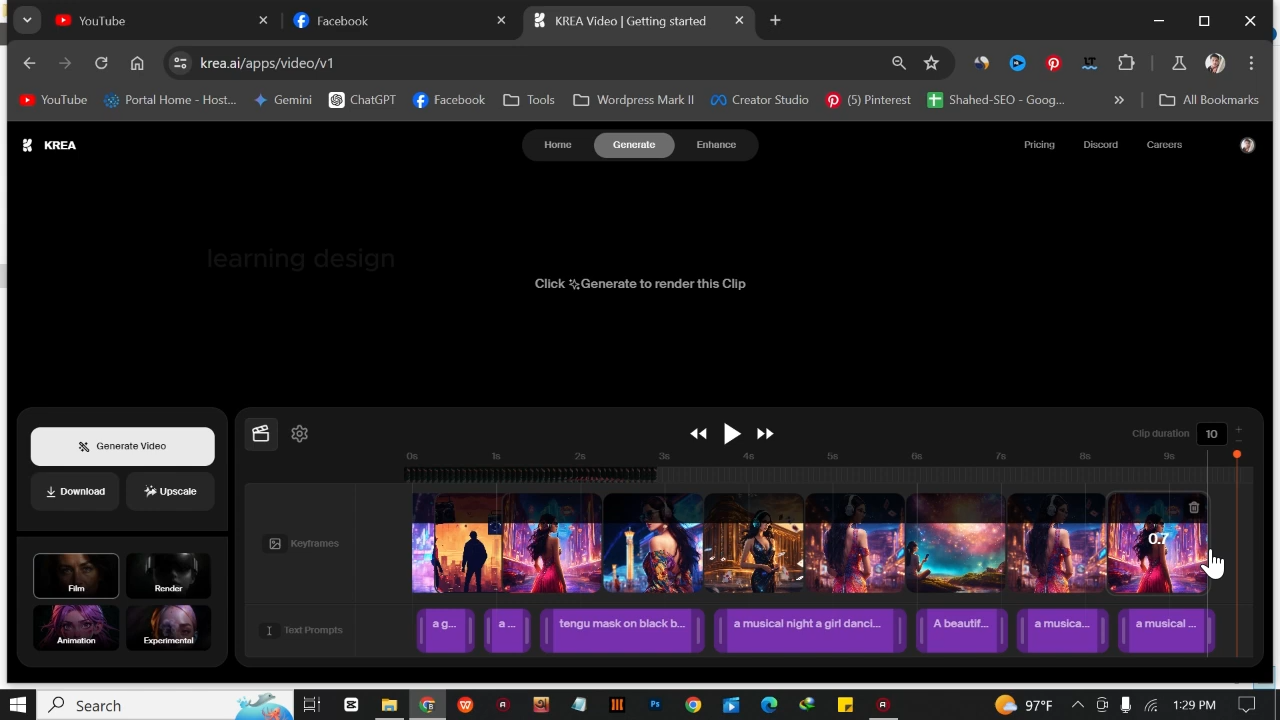 YouTube
Facebook
KREA Video | Getting started
krea.ai/apps/video/v1
YouTube
Portal Home - Host...
Gemini
ChatGPT
Facebook
Tools
Wordpress Mark II
Creator Studio
(5) Pinterest
Shahed-SEO - Goog...
»
All Bookmarks
KREA
Home
Generate
Enhance
Pricing
Discord
Careers
learning design
Click Generate to render this Clip
Generate Video
Download
Upscale
Film
Render
Animation
Experimental
Clip duration
10
0s
1s
2s
3s
4s
5s
6s
7s
8s
9s
Keyframes
0.7
Text Prompts
a g...
a ...
tengu mask on black b...
a musical night a girl danci...
A beautif...
a musica...
a musical ...
Search
97°F
1:29 PM